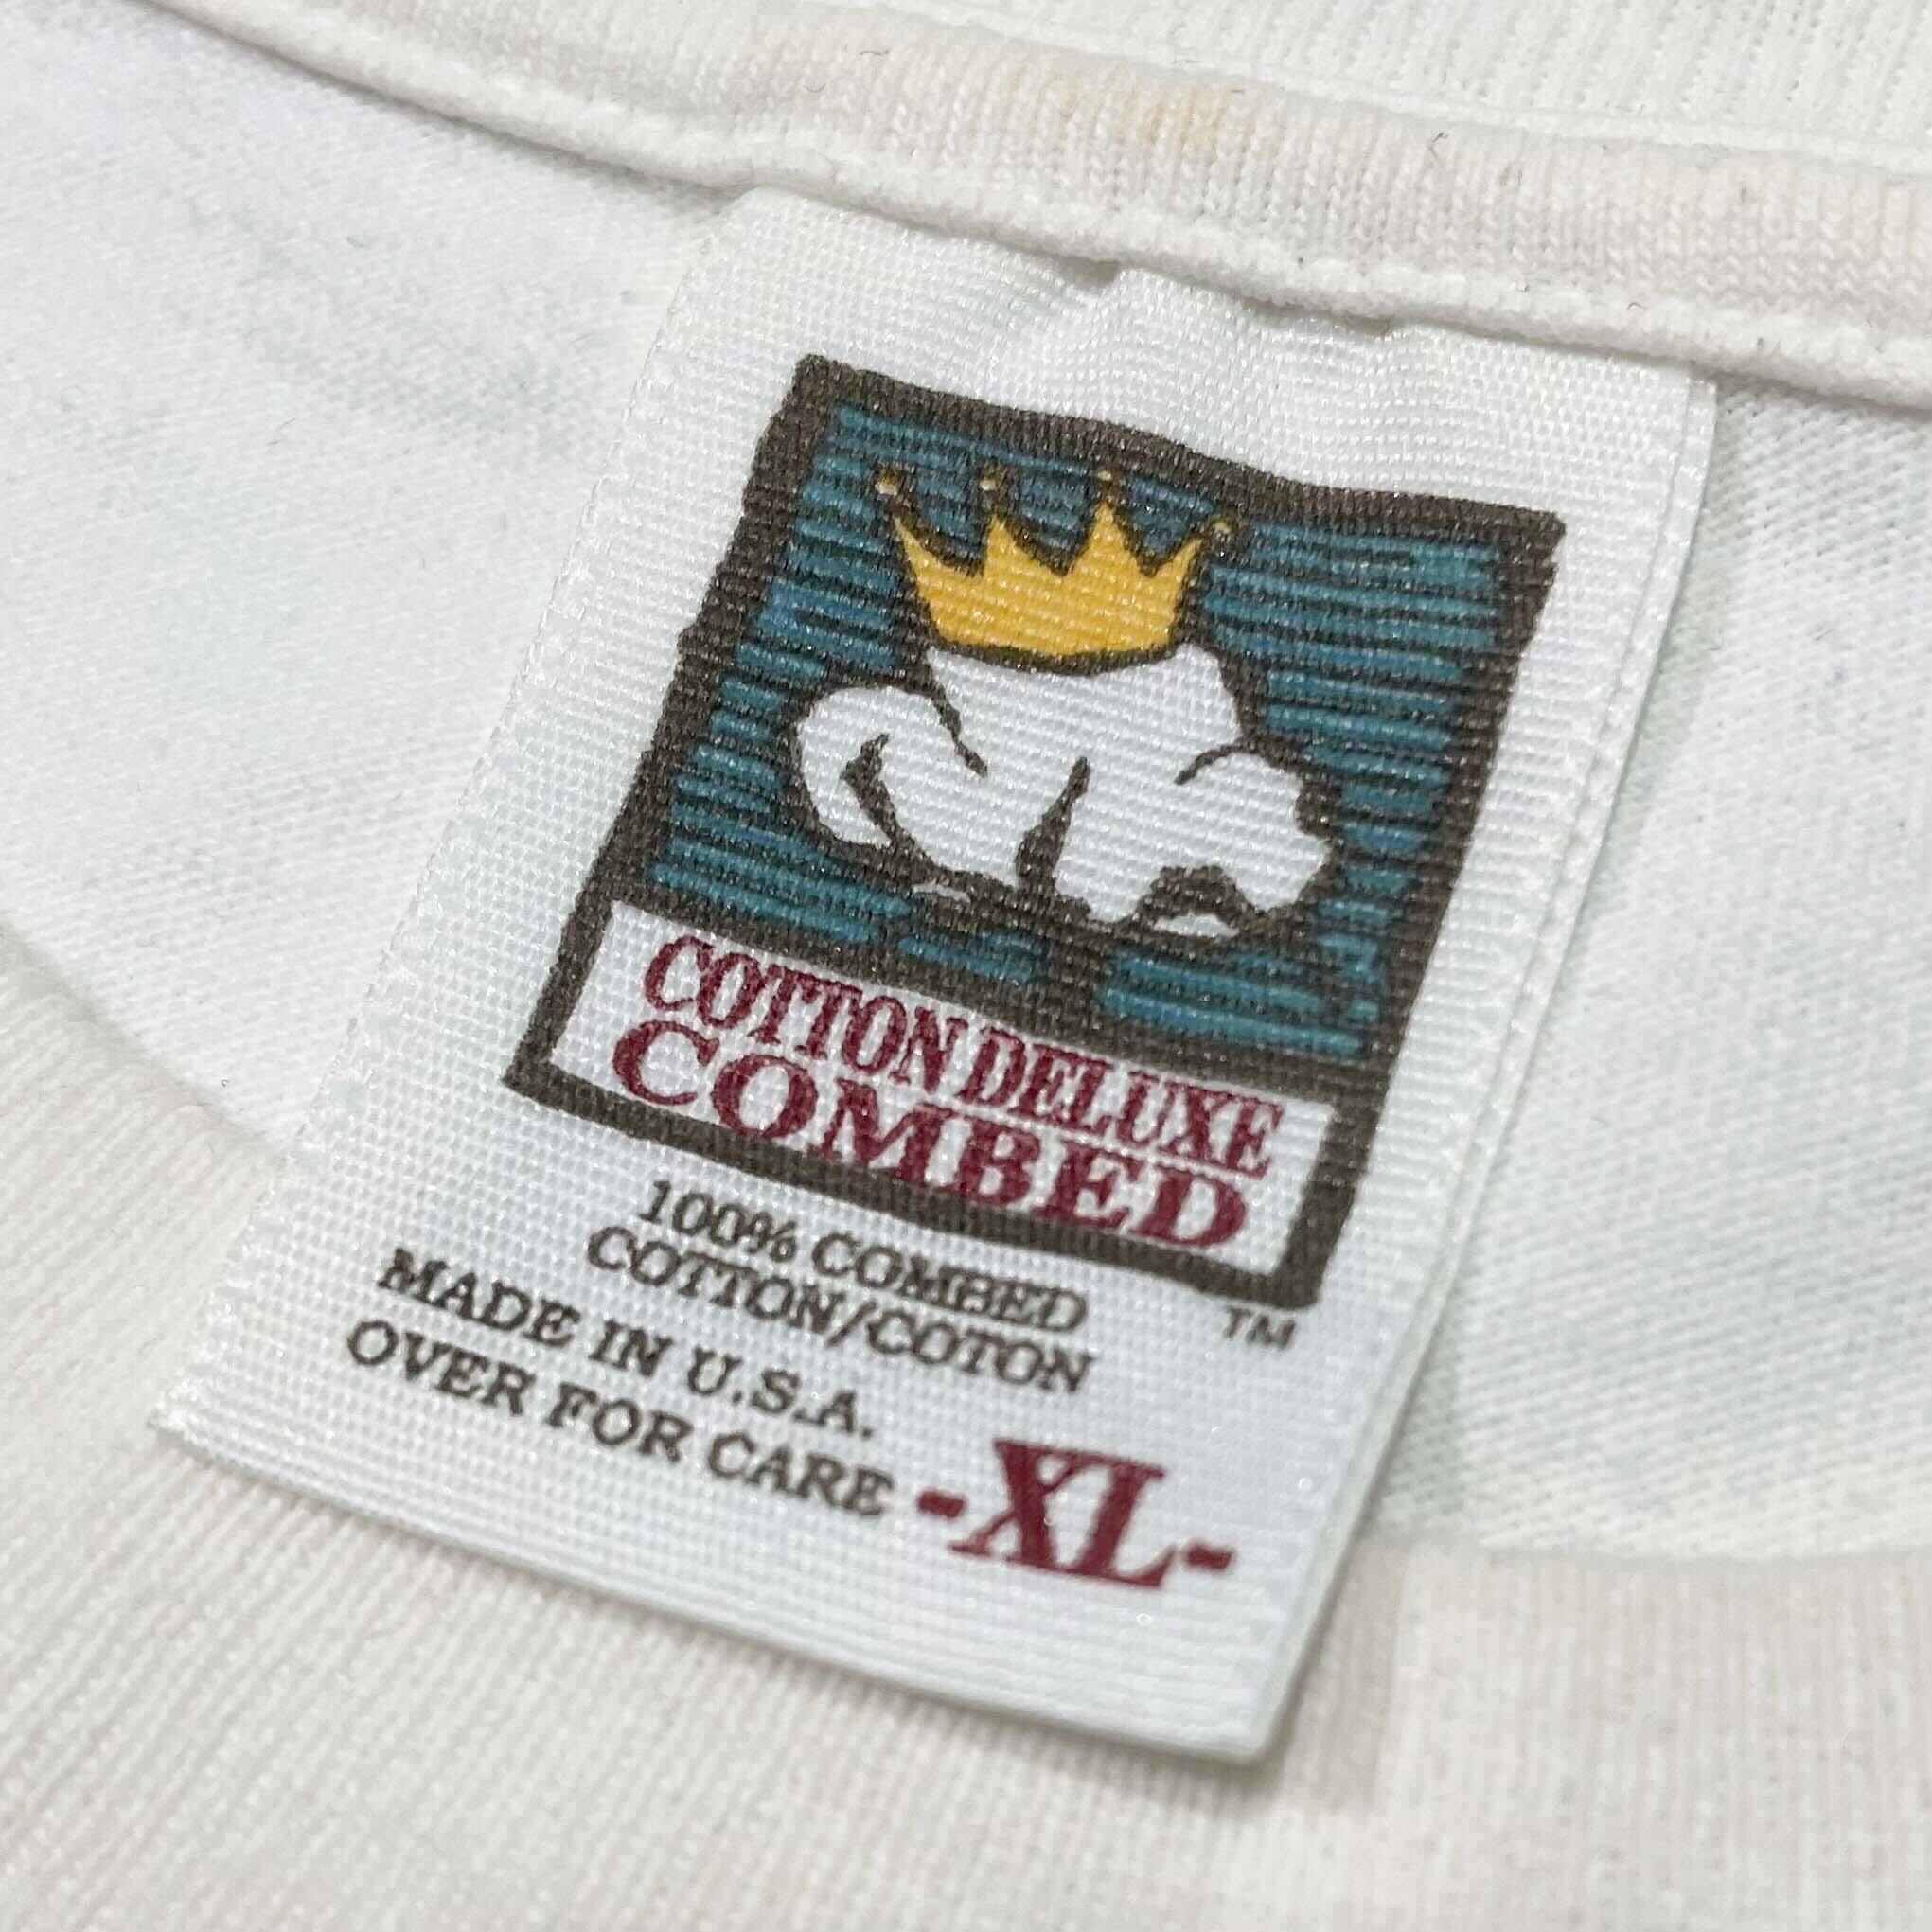 COTTON DELUXE
COMBED
TM
100% COMBED
COTTON/COTON
MADE IN U.S.A.
OVER FOR CARE
-XL-